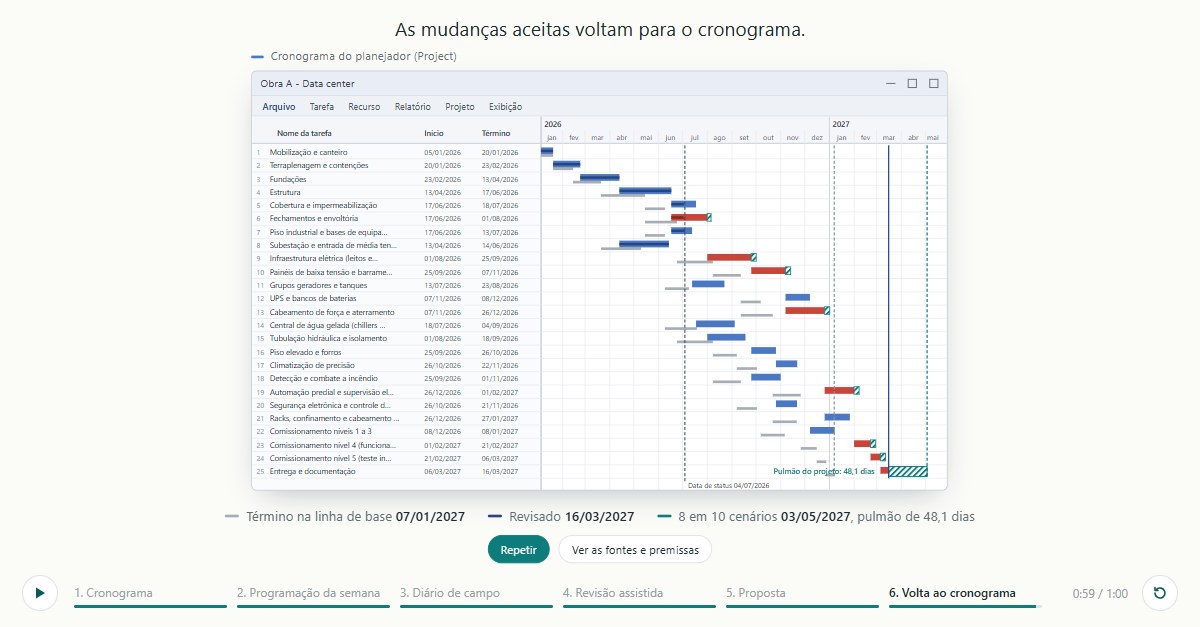 As mudanças aceitas voltam para o cronograma.
Cronograma do planejador (Project)
Obra A - Data center
Arquivo Tarefa Recurso Relatório Projeto Exibição
2026 2027
Nome da tarefa Início Término jan fev mar abr mai jun jul ago set out nov dez jan fev mar abr mai
1 Mobilização e canteiro 05/01/2026 20/01/2026
2 Terraplenagem e contenções 20/01/2026 23/02/2026
3 Fundações 23/02/2026 13/04/2026
4 Estrutura 13/04/2026 17/06/2026
5 Cobertura e impermeabilização 17/06/2026 18/07/2026
6 Fechamentos e envoltória 17/06/2026 01/08/2026
7 Piso industrial e bases de equipa... 17/06/2026 13/07/2026
8 Subestação e entrada de média ten... 13/04/2026 14/06/2026
9 Infraestrutura elétrica (leitos e... 01/08/2026 25/09/2026
10 Painéis de baixa tensão e barrame... 25/09/2026 07/11/2026
11 Grupos geradores e tanques 13/07/2026 23/08/2026
12 UPS e bancos de baterias 07/11/2026 08/12/2026
13 Cabeamento de força e aterramento 07/11/2026 26/12/2026
14 Central de água gelada (chillers ... 18/07/2026 04/09/2026
15 Tubulação hidráulica e isolamento 01/08/2026 18/09/2026
16 Piso elevado e forros 25/09/2026 26/10/2026
17 Climatização de precisão 26/10/2026 22/11/2026
18 Detecção e combate a incêndio 25/09/2026 01/11/2026
19 Automação predial e supervisão el... 26/12/2026 01/02/2027
20 Segurança eletrônica e controle d... 26/10/2026 21/11/2026
21 Racks, confinamento e cabeamento ... 26/12/2026 27/01/2027
22 Comissionamento níveis 1 a 3 08/12/2026 08/01/2027
23 Comissionamento nível 4 (funciona... 01/02/2027 21/02/2027
24 Comissionamento nível 5 (teste in... 21/02/2027 06/03/2027
25 Entrega e documentação 06/03/2027 16/03/2027 Pulmão do projeto: 48,1 dias
Data de status 04/07/2026
Término na linha de base 07/01/2027 Revisado 16/03/2027 8 em 10 cenários 03/05/2027, pulmão de 48,1 dias
Repetir Ver as fontes e premissas
1. Cronograma 2. Programação da semana 3. Diário de campo 4. Revisão assistida 5. Proposta 6. Volta ao cronograma 0:59 / 1:00